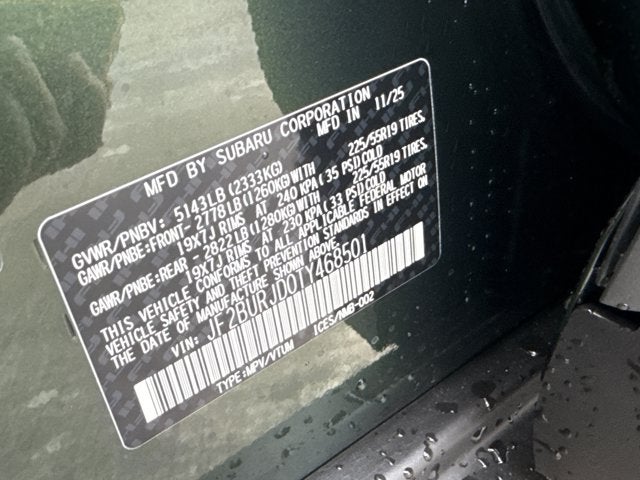 MFD BY SUBARU CORPORATION
MFD IN 11/25
GVWR/PNBV: 5143LB (2333KG)
GAWR/PNBE:FRONT- 2778LB(1260KG)WITH 225/55R19 TIRES.
19X7J RIMS AT 240 KPA(35 PSI)COLD
GAWR/PNBE:REAR - 2822LB(1280KG)WITH 225/55R19 TIRES.
19X7J RIMS AT 230 KPA(33 PSI)COLD
THIS VEHICLE CONFORMS TO ALL APPLICABLE FEDERAL MOTOR
VEHICLE SAFETY AND THEFT PREVENTION STANDARDS IN EFFECT ON
THE DATE OF MANUFACTURE SHOWN ABOVE.
VIN: JF2BURJD0TY468501
TYPE:MPV/VTUM ICES/NMB-002